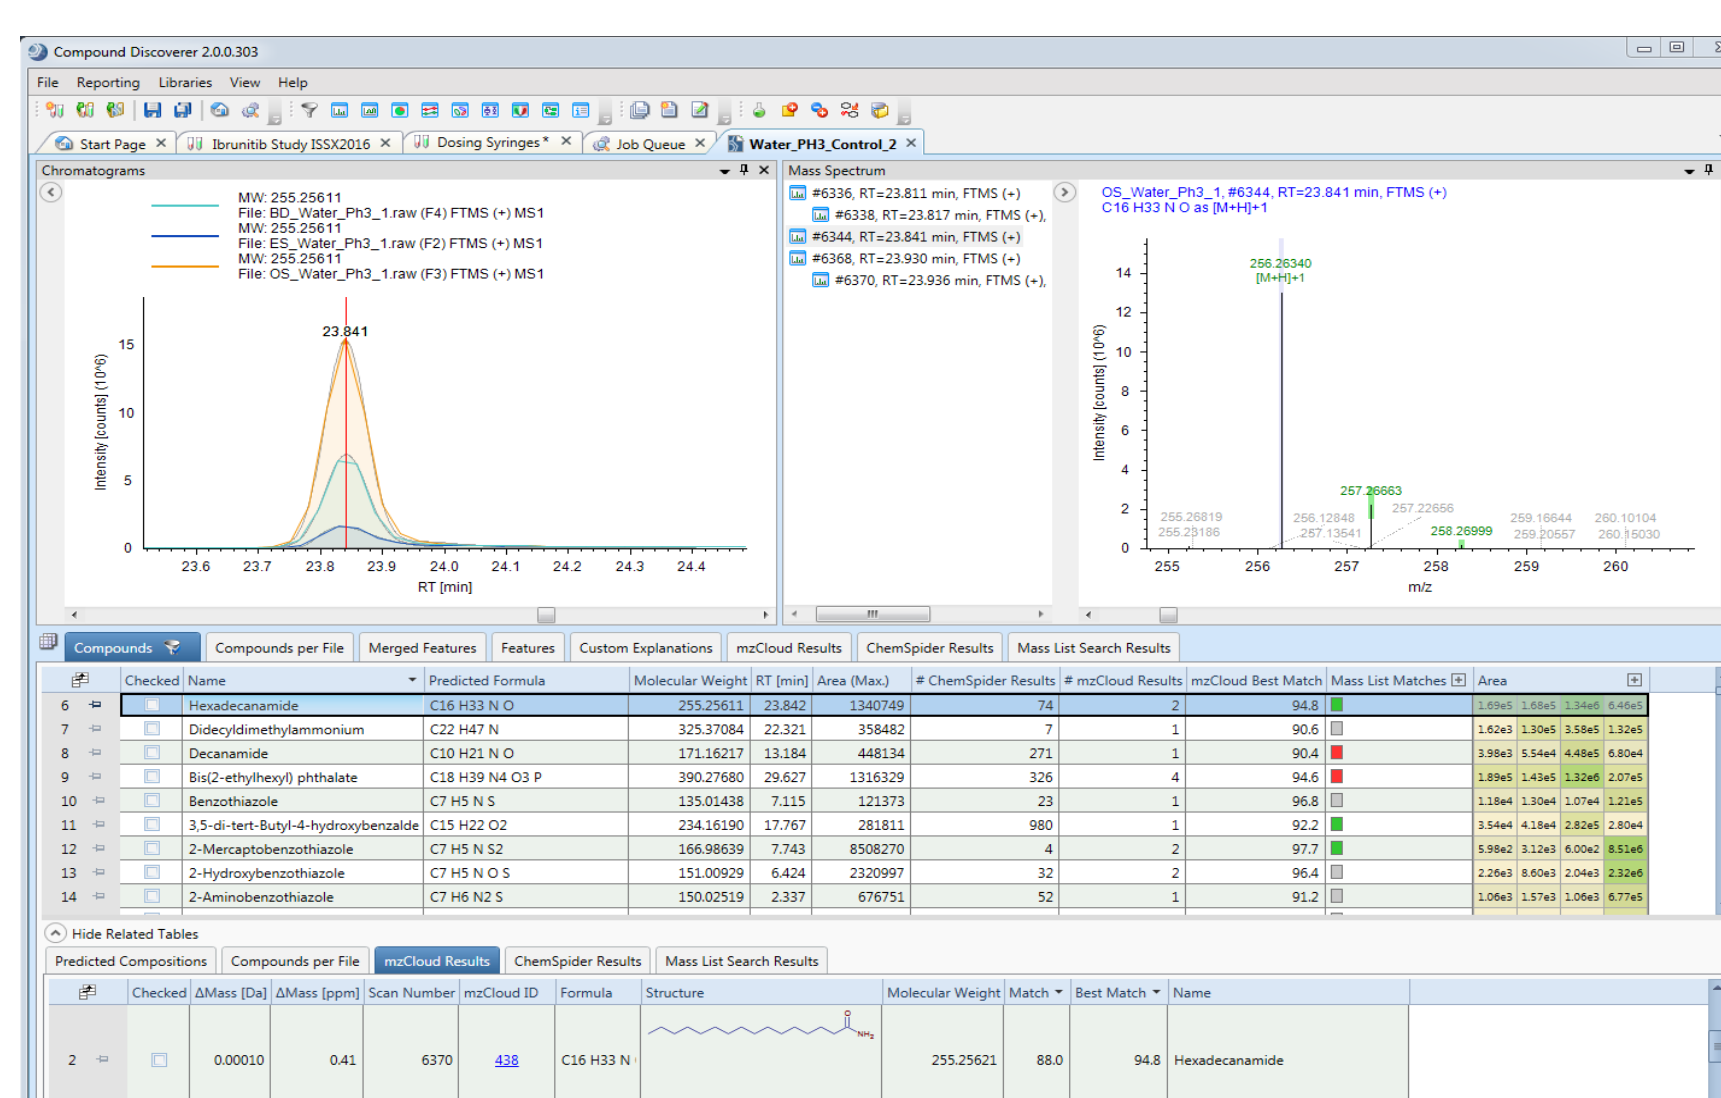 Compound Discoverer 2.0.0.303
File Reporting Libraries View Help
Start Page Ibrunitib Study ISSX2016 Dosing Syringes* Job Queue Water_PH3_Control_2
Chromatograms
MW: 255.25611
File: BD_Water_Ph3_1.raw (F4) FTMS (+) MS1
MW: 255.25611
File: ES_Water_Ph3_1.raw (F2) FTMS (+) MS1
MW: 255.25611
File: OS_Water_Ph3_1.raw (F3) FTMS (+) MS1
23.841
15
10
5
0
Intensity [counts] (10^6)
23.6 23.7 23.8 23.9 24.0 24.1 24.2 24.3 24.4
RT [min]
Mass Spectrum
#6336, RT=23.811 min, FTMS (+)
#6338, RT=23.817 min, FTMS (+),
#6344, RT=23.841 min, FTMS (+)
#6368, RT=23.930 min, FTMS (+)
#6370, RT=23.936 min, FTMS (+),
OS_Water_Ph3_1, #6344, RT=23.841 min, FTMS (+)
C16 H33 N O as [M+H]+1
256.26340
[M+H]+1
14
12
10
8
6
4
2
0
Intensity [counts] (10^6)
257.26663
257.22656
255.26819 256.12848 259.16644 260.10104
255.23186 257.13541 258.26999 259.20557 260.15030
255 256 257 258 259 260
m/z
Compounds Compounds per File Merged Features Features Custom Explanations mzCloud Results ChemSpider Results Mass List Search Results
Checked Name Predicted Formula Molecular Weight RT [min] Area (Max.) # ChemSpider Results # mzCloud Results mzCloud Best Match Mass List Matches Area
6 Hexadecanamide C16 H33 N O 255.25611 23.842 1340749 74 2 94.8 1.69e5 1.68e5 1.34e6 6.46e5
7 Didecyldimethylammonium C22 H47 N 325.37084 22.321 358482 7 1 90.6 1.62e3 1.30e5 3.58e5 1.32e5
8 Decanamide C10 H21 N O 171.16217 13.184 448134 271 1 90.4 3.98e3 5.54e4 4.48e5 6.80e4
9 Bis(2-ethylhexyl) phthalate C18 H39 N4 O3 P 390.27680 29.627 1316329 326 4 94.6 1.89e5 1.43e5 1.32e6 2.07e5
10 Benzothiazole C7 H5 N S 135.01438 7.115 121373 23 1 96.8 1.18e4 1.30e4 1.07e4 1.21e5
11 3,5-di-tert-Butyl-4-hydroxybenzalde C15 H22 O2 234.16190 17.767 281811 980 1 92.2 3.54e4 4.18e4 2.82e5 2.80e4
12 2-Mercaptobenzothiazole C7 H5 N S2 166.98639 7.743 8508270 4 2 97.7 5.98e2 3.12e3 6.00e2 8.51e6
13 2-Hydroxybenzothiazole C7 H5 N O S 151.00929 6.424 2320997 32 2 96.4 2.26e3 8.60e3 2.04e3 2.32e6
14 2-Aminobenzothiazole C7 H6 N2 S 150.02519 2.337 676751 52 1 91.2 1.06e3 1.57e3 1.06e3 6.77e5
Hide Related Tables
Predicted Compositions Compounds per File mzCloud Results ChemSpider Results Mass List Search Results
Checked ΔMass [Da] ΔMass [ppm] Scan Number mzCloud ID Formula Structure Molecular Weight Match Best Match Name
O
NH2
2 0.00010 0.41 6370 438 C16 H33 N 255.25621 88.0 94.8 Hexadecanamide